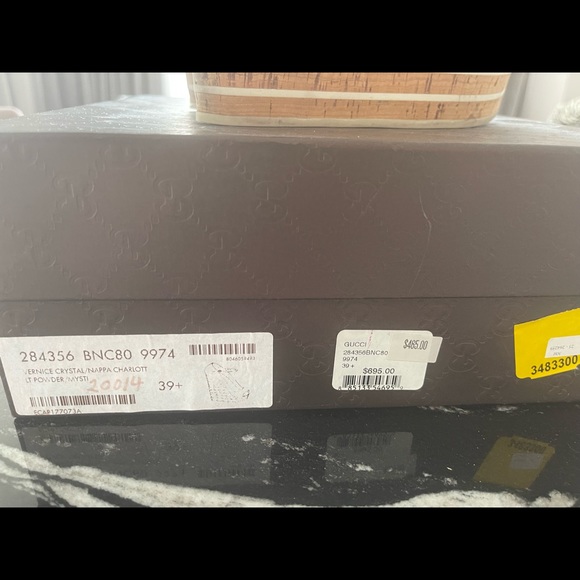 284356 BNC80 9974
VERNICE CRYSTAL/NAPPA CHARLOTT
LT POWDER/MYSTI
20014
39+
ECAP177073A
GUCCI
284356BNC80
9974
39+
$465.00
$695.00
3483300